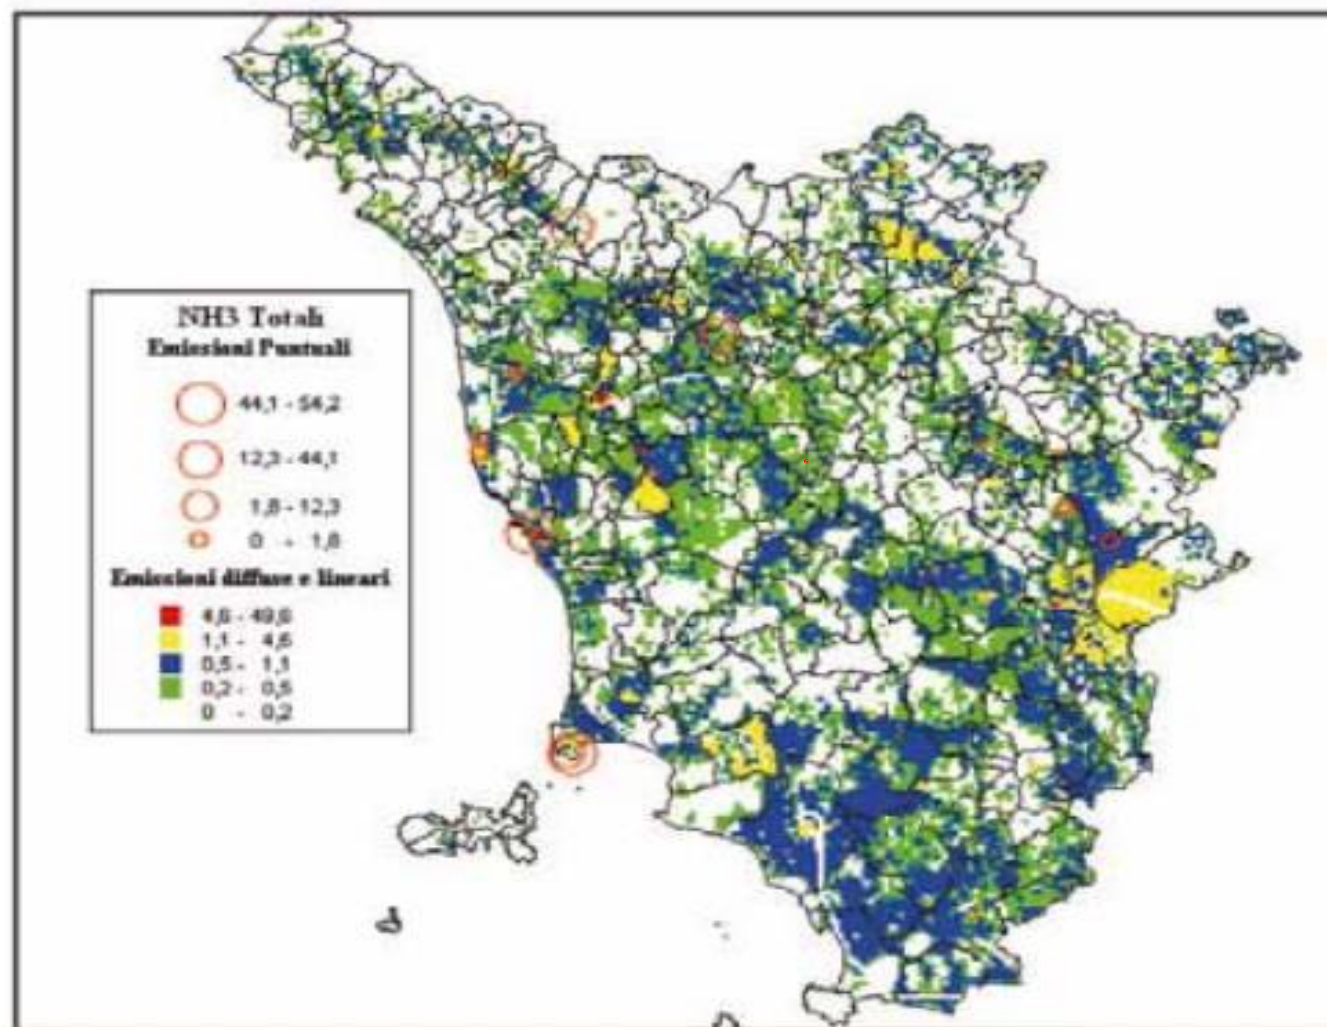 NH3 Totali
Emissioni Puntuali
44,1 - 54,2
12,3 - 44,1
1,8 - 12,3
0 - 1,8
Emissioni diffuse e lineari
4,6 - 49,6
1,1 - 4,6
0,5 - 1,1
0,2 - 0,5
0 - 0,2